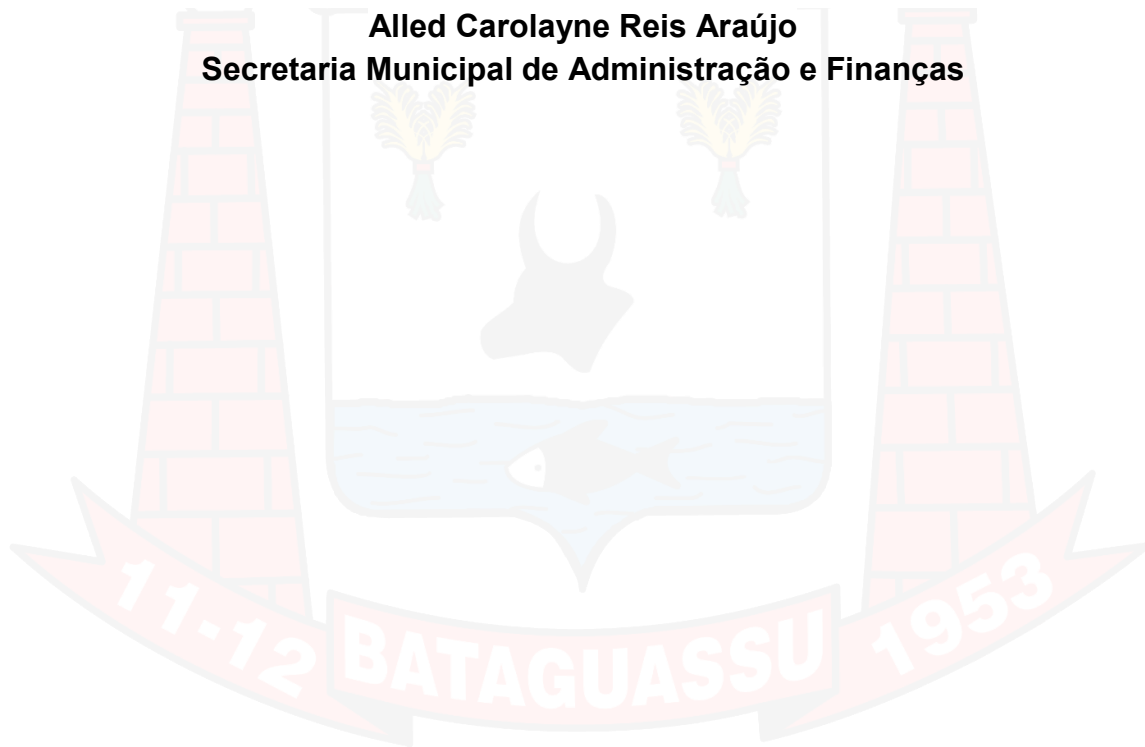 Alled Carolayne Reis Araújo
Secretaria Municipal de Administração e Finanças
11-12 BATAGUASSU 1953